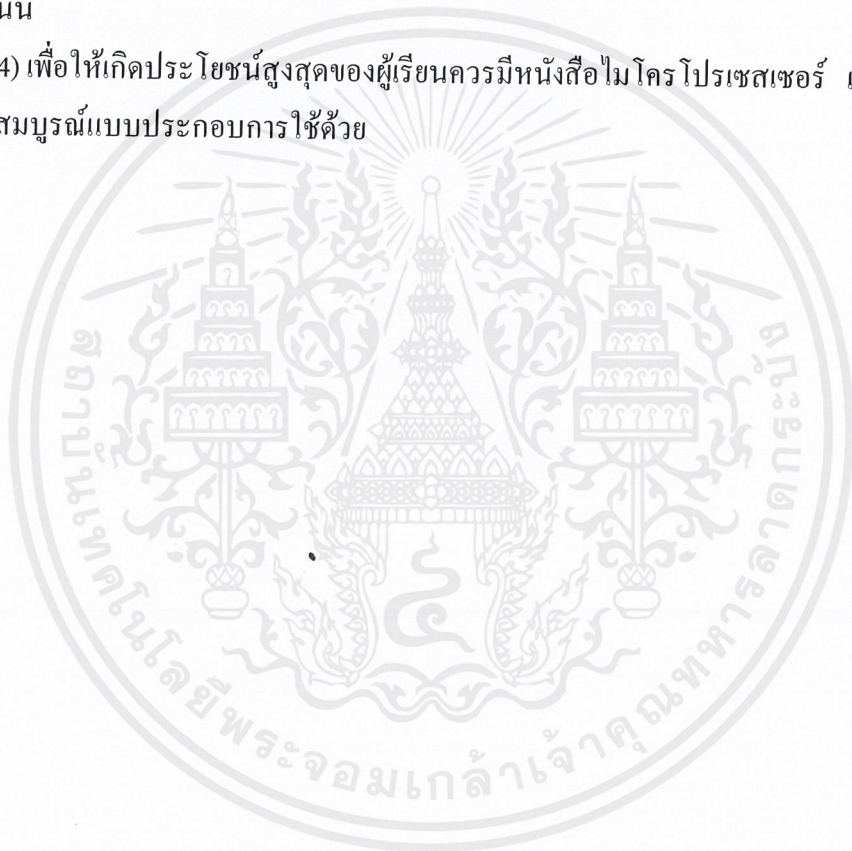 4) เพื่อให้เกิดประโยชน์สูงสุดของผู้เรียนควรมีหนังสือไมโครโปรเซสเซอร์
สมบูรณ์แบบประกอบการใช้ด้วย
สถาบันเทคโนโลยีพระจอมเกล้าเจ้าคุณทหารลาดกระบัง